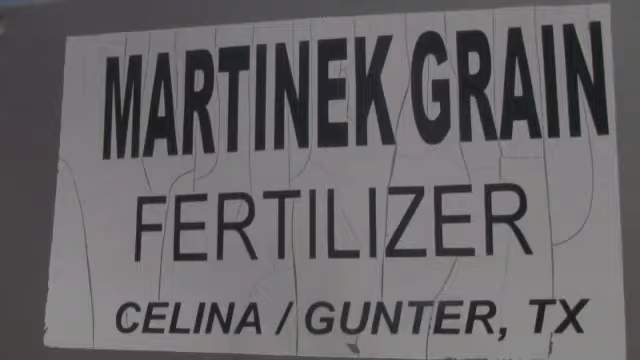 MARTINEK GRAIN
FERTILIZER
CELINA / GUNTER, TX